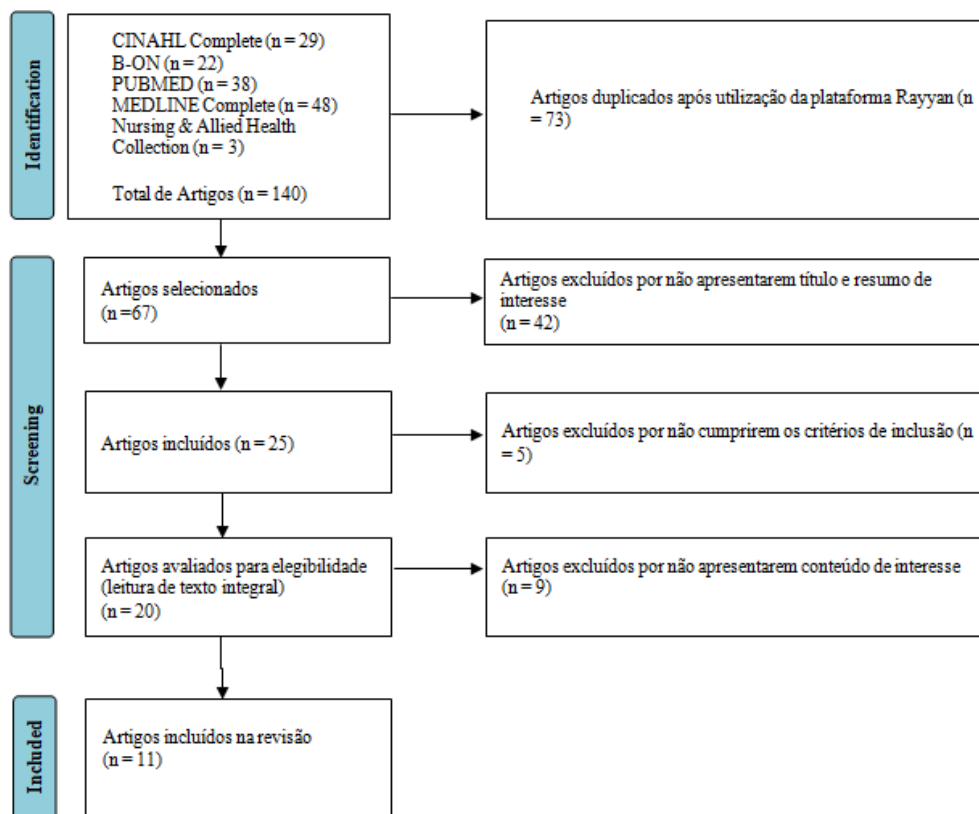 Identification
CINAHL Complete (n = 29)
B-ON (n = 22)
PUBMED (n = 38)
MEDLINE Complete (n = 48)
Nursing & Allied Health
Collection (n = 3)
Total de Artigos (n = 140)
Artigos duplicados após utilização da plataforma Rayyan (n
= 73)
Screening
Artigos selecionados
(n =67)
Artigos excluídos por não apresentarem título e resumo de
interesse
(n = 42)
Artigos incluídos (n = 25)
Artigos excluídos por não cumprirem os critérios de inclusão (n
= 5)
Artigos avaliados para elegibilidade
(leitura de texto integral)
(n = 20)
Artigos excluídos por não apresentarem conteúdo de interesse
(n = 9)
Included
Artigos incluídos na revisão
(n = 11)